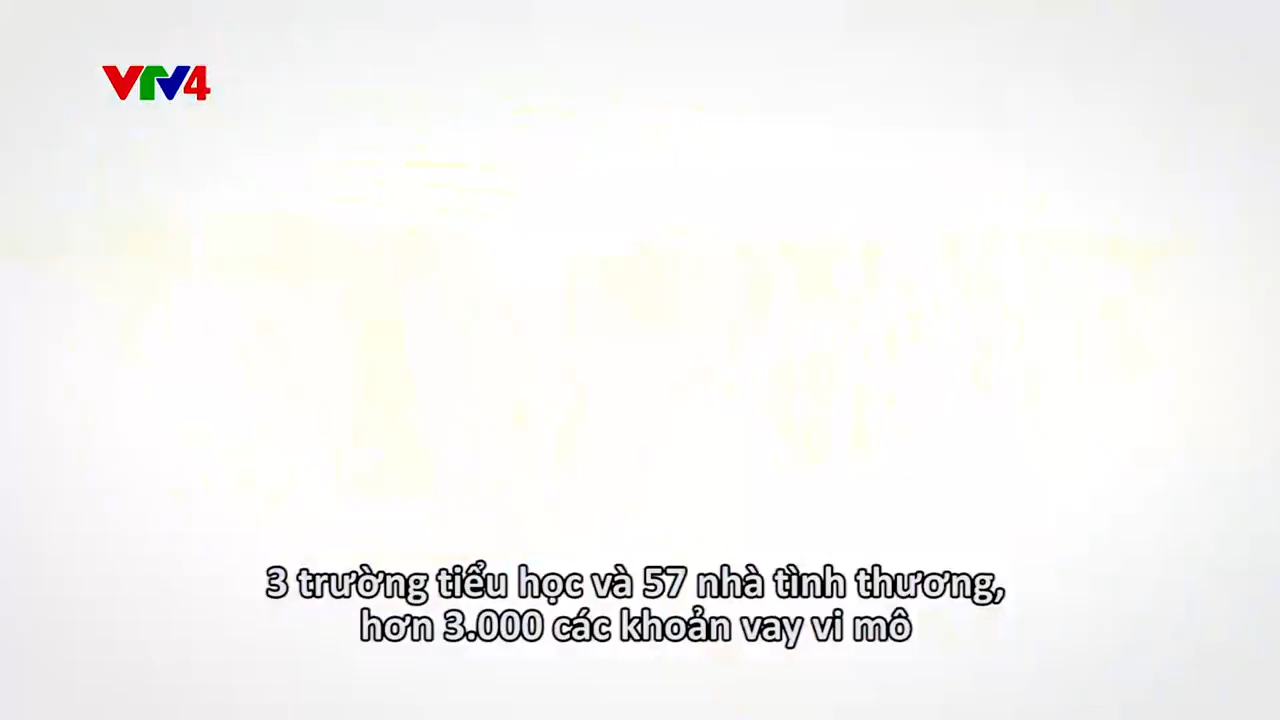 VTV4
3 trường tiểu học và 57 nhà tình thương,
hơn 3.000 các khoản vay vi mô